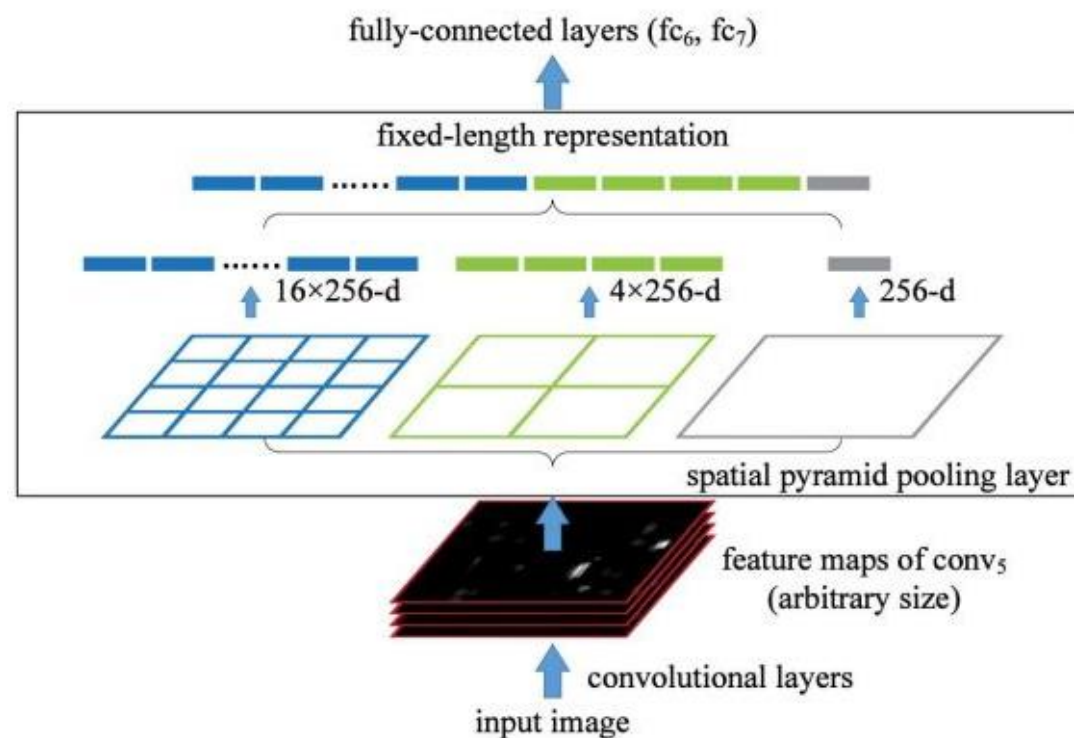 fully-connected layers (fc₆, fc₇)
fixed-length representation
......
......
16×256-d
4×256-d
256-d
spatial pyramid pooling layer
feature maps of conv₅
(arbitrary size)
convolutional layers
input image